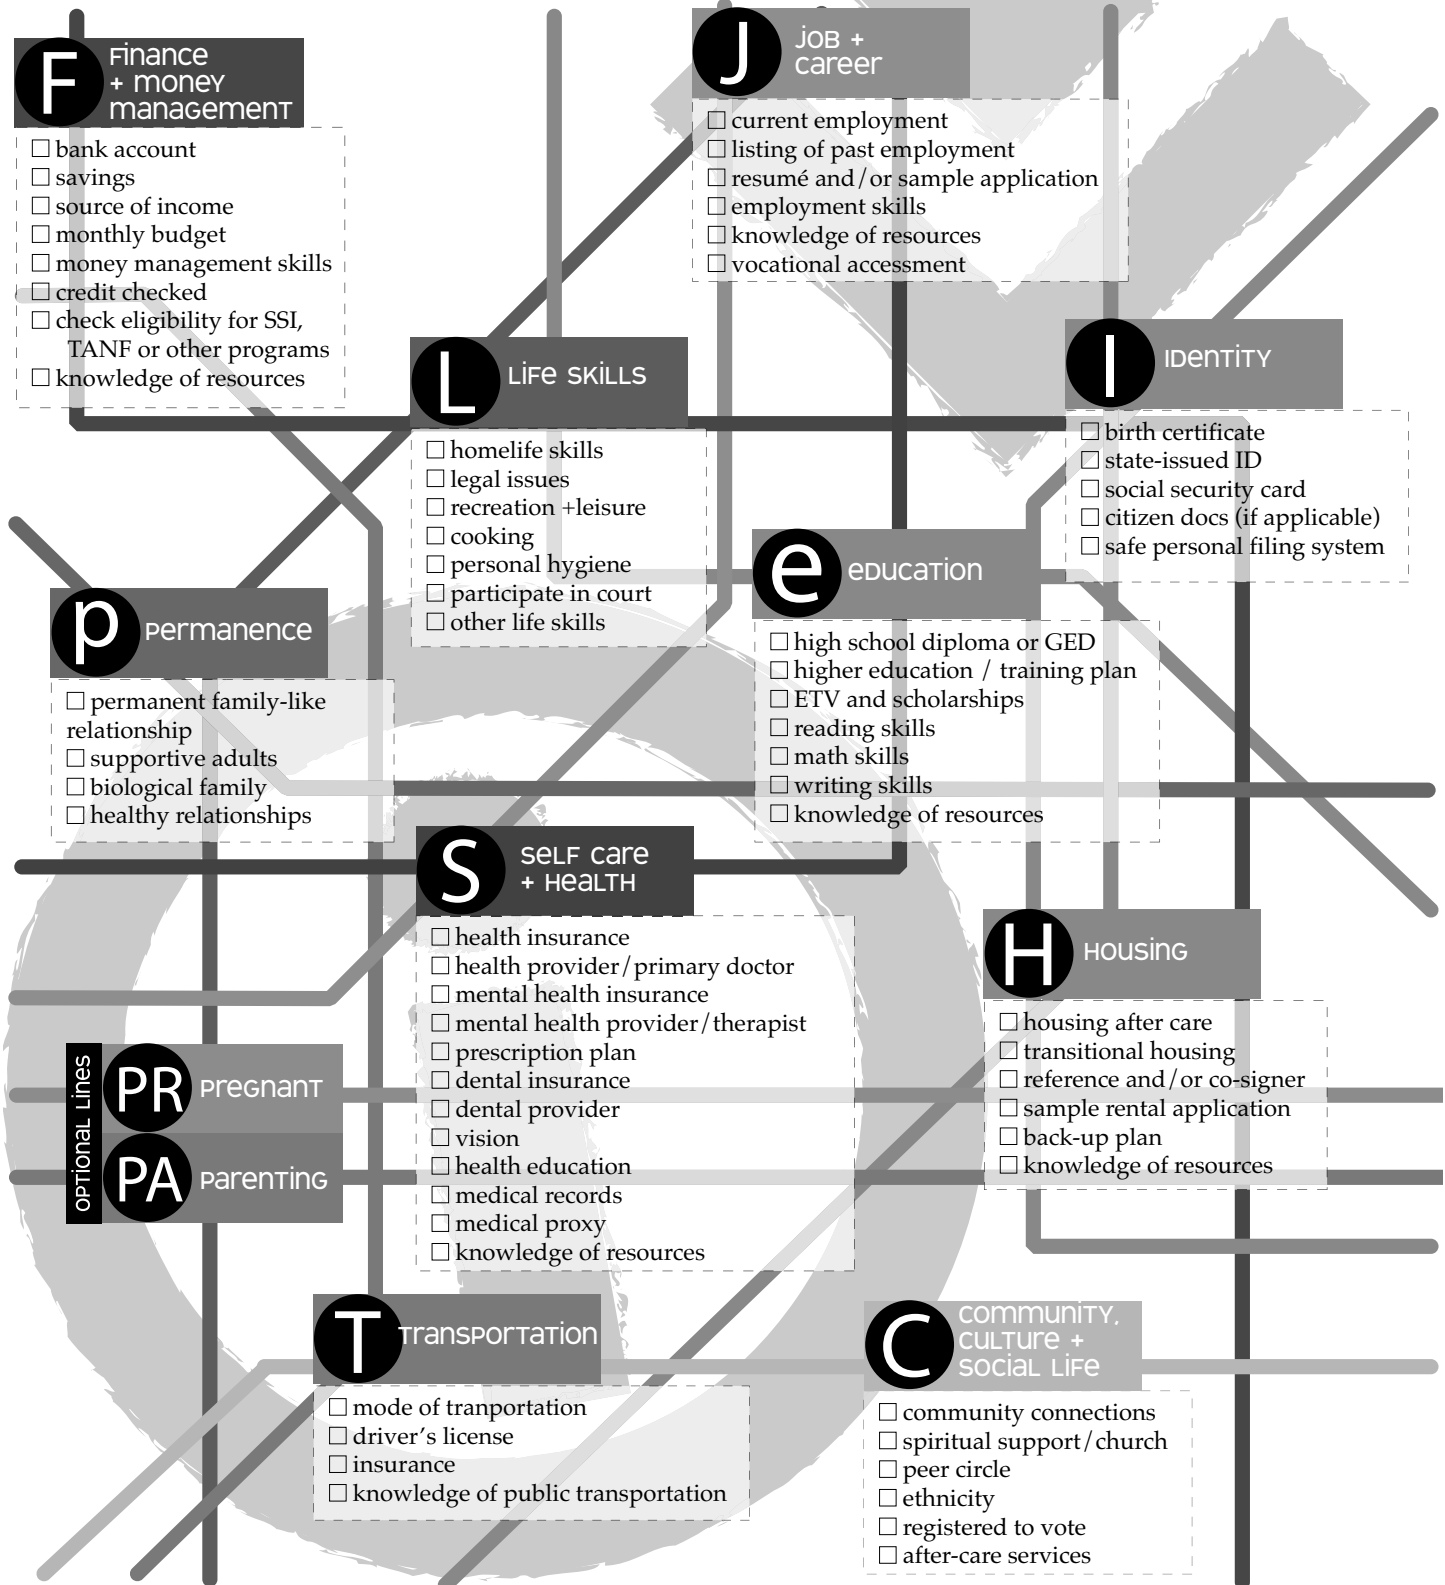 F
Finance
+ money
management
☐ bank account
☐ savings
☐ source of income
☐ monthly budget
☐ money management skills
☐ credit checked
☐ check eligibility for SSI,
TANF or other programs
☐ knowledge of resources
J
Job +
career
☐ current employment
☐ listing of past employment
☐ resumé and/or sample application
☐ employment skills
☐ knowledge of resources
☐ vocational accessment
L
Life Skills
☐ homelife skills
☐ legal issues
☐ recreation +leisure
☐ cooking
☐ personal hygiene
☐ participate in court
☐ other life skills
I
Identity
☐ birth certificate
☐ state-issued ID
☐ social security card
☐ citizen docs (if applicable)
☐ safe personal filing system
P
Permanence
☐ permanent family-like
relationship
☐ supportive adults
☐ biological family
☐ healthy relationships
e
education
☐ high school diploma or GED
☐ higher education / training plan
☐ ETV and scholarships
☐ reading skills
☐ math skills
☐ writing skills
☐ knowledge of resources
S
Self care
+ Health
☐ health insurance
☐ health provider/primary doctor
☐ mental health insurance
☐ mental health provider/therapist
☐ prescription plan
☐ dental insurance
☐ dental provider
☐ vision
☐ health education
☐ medical records
☐ medical proxy
☐ knowledge of resources
H
Housing
☐ housing after care
☐ transitional housing
☐ reference and/or co-signer
☐ sample rental application
☐ back-up plan
☐ knowledge of resources
Optional Lines
PR
Pregnant
PA
Parenting
T
Transportation
☐ mode of tranportation
☐ driver's license
☐ insurance
☐ knowledge of public transportation
C
Community,
Culture +
Social Life
☐ community connections
☐ spiritual support/church
☐ peer circle
☐ ethnicity
☐ registered to vote
☐ after-care services